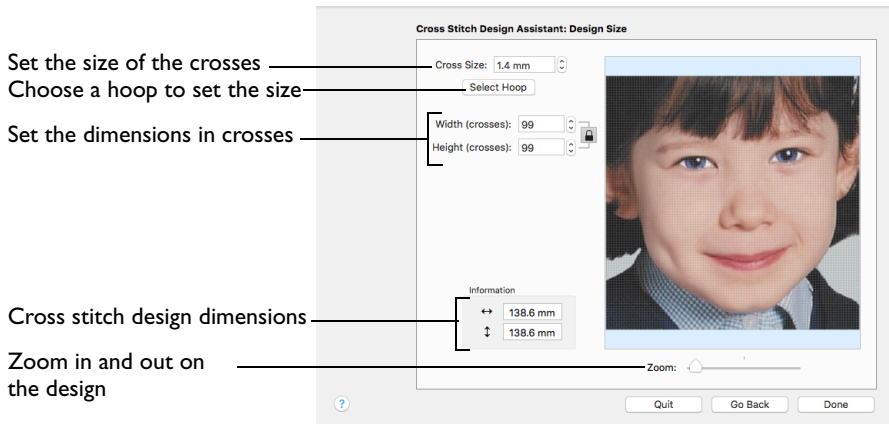 Cross Stitch Design Assistant: Design Size
Set the size of the crosses
Cross Size: 1.4 mm
Choose a hoop to set the size
Select Hoop
Set the dimensions in crosses
Width (crosses): 99
Height (crosses): 99
Information
138.6 mm
Cross stitch design dimensions
138.6 mm
Zoom in and out on
the design
Zoom:
? Quit Go Back Done